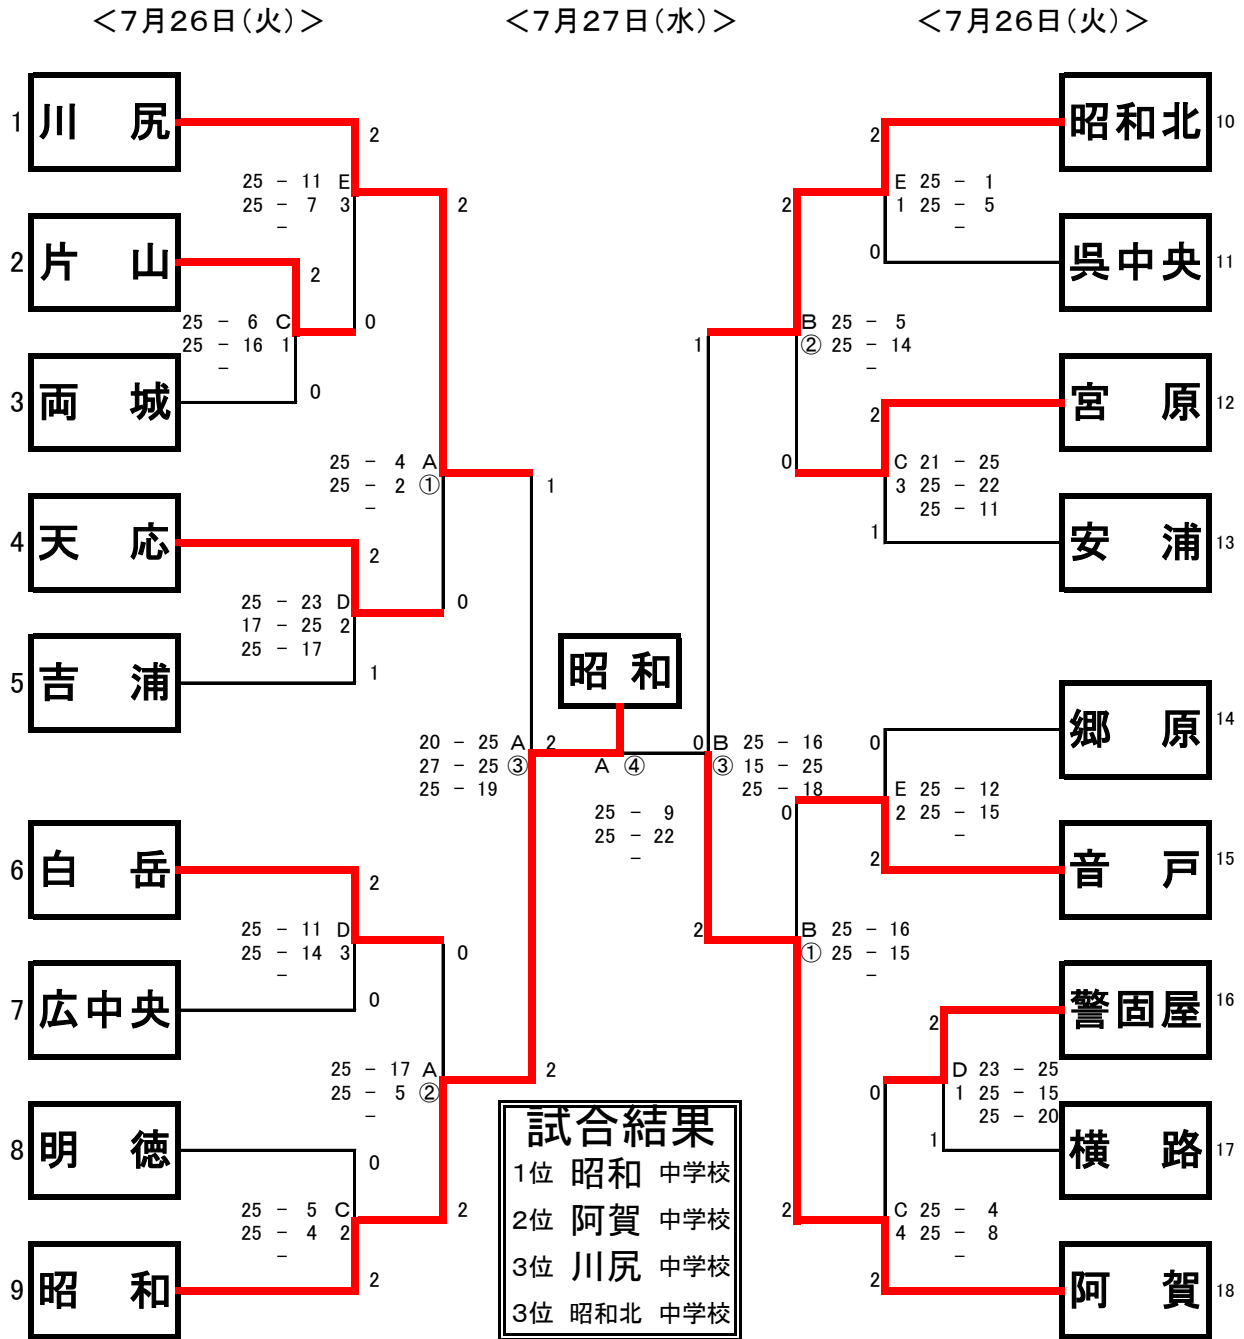 ＜7月26日（火）＞
＜7月27日（水）＞
＜7月26日（火）＞
1 川 尻
2
25 － 11 E
25 － 7 3
－
2
2 片 山
2
25 － 6 C
25 － 16 1
－
0
3 両 城
0
25 － 4 A
25 － 2 ①
－
1
4 天 応
2
25 － 23 D
17 － 25 2
25 － 17
0
5 吉 浦
1
20 － 25 A
27 － 25 ③
25 － 19
2
6 白 岳
2
25 － 11 D
25 － 14 3
－
0
7 広中央
0
25 － 17 A
25 － 5 ②
－
2
8 明 徳
0
25 － 5 C
25 － 4 2
－
2
9 昭 和
2
昭 和
A ④
25 － 9
25 － 22
－
昭和北 10
2
E 25 － 1
1 25 － 5
－
2
呉中央 11
0
B 25 － 5
② 25 － 14
－
1
宮 原 12
2
C 21 － 25
3 25 － 22
25 － 11
0
安 浦 13
1
0
B 25 － 16
③ 15 － 25
25 － 18
郷 原 14
0
E 25 － 12
2 25 － 15
－
0
音 戸 15
2
B 25 － 16
① 25 － 15
－
2
警固屋 16
2
D 23 － 25
1 25 － 15
25 － 20
0
横 路 17
1
C 25 － 4
4 25 － 8
－
2
阿 賀 18
2
試合結果
1位 昭和 中学校
2位 阿賀 中学校
3位 川尻 中学校
3位 昭和北 中学校